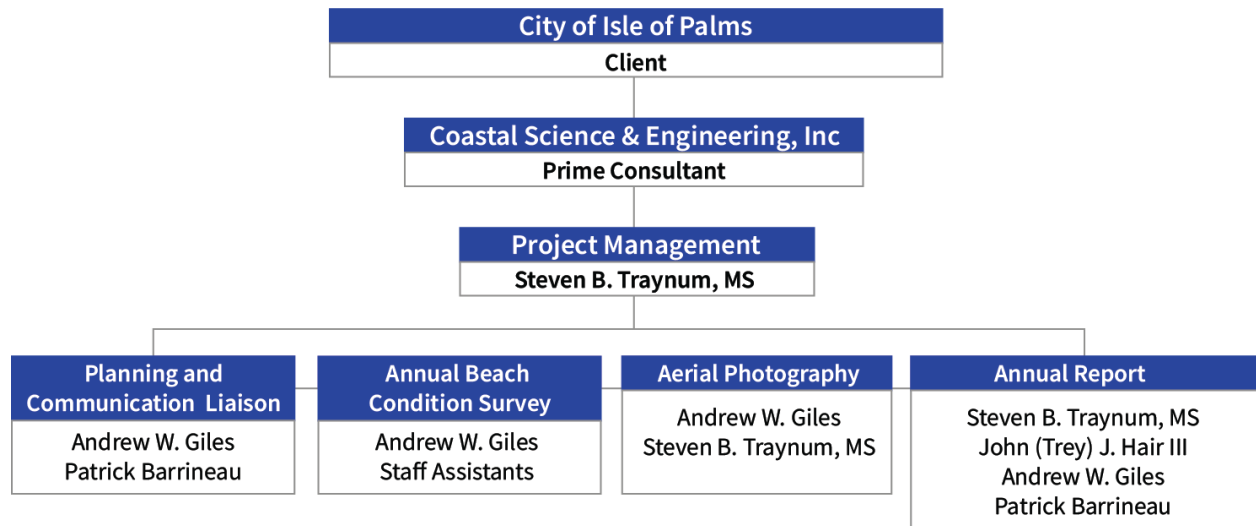 City of Isle of Palms
Client
Coastal Science & Engineering, Inc
Prime Consultant
Project Management
Steven B. Traynum, MS
Planning and
Communication Liaison
Andrew W. Giles
Patrick Barrineau
Annual Beach
Condition Survey
Andrew W. Giles
Staff Assistants
Aerial Photography
Andrew W. Giles
Steven B. Traynum, MS
Annual Report
Steven B. Traynum, MS
John (Trey) J. Hair III
Andrew W. Giles
Patrick Barrineau